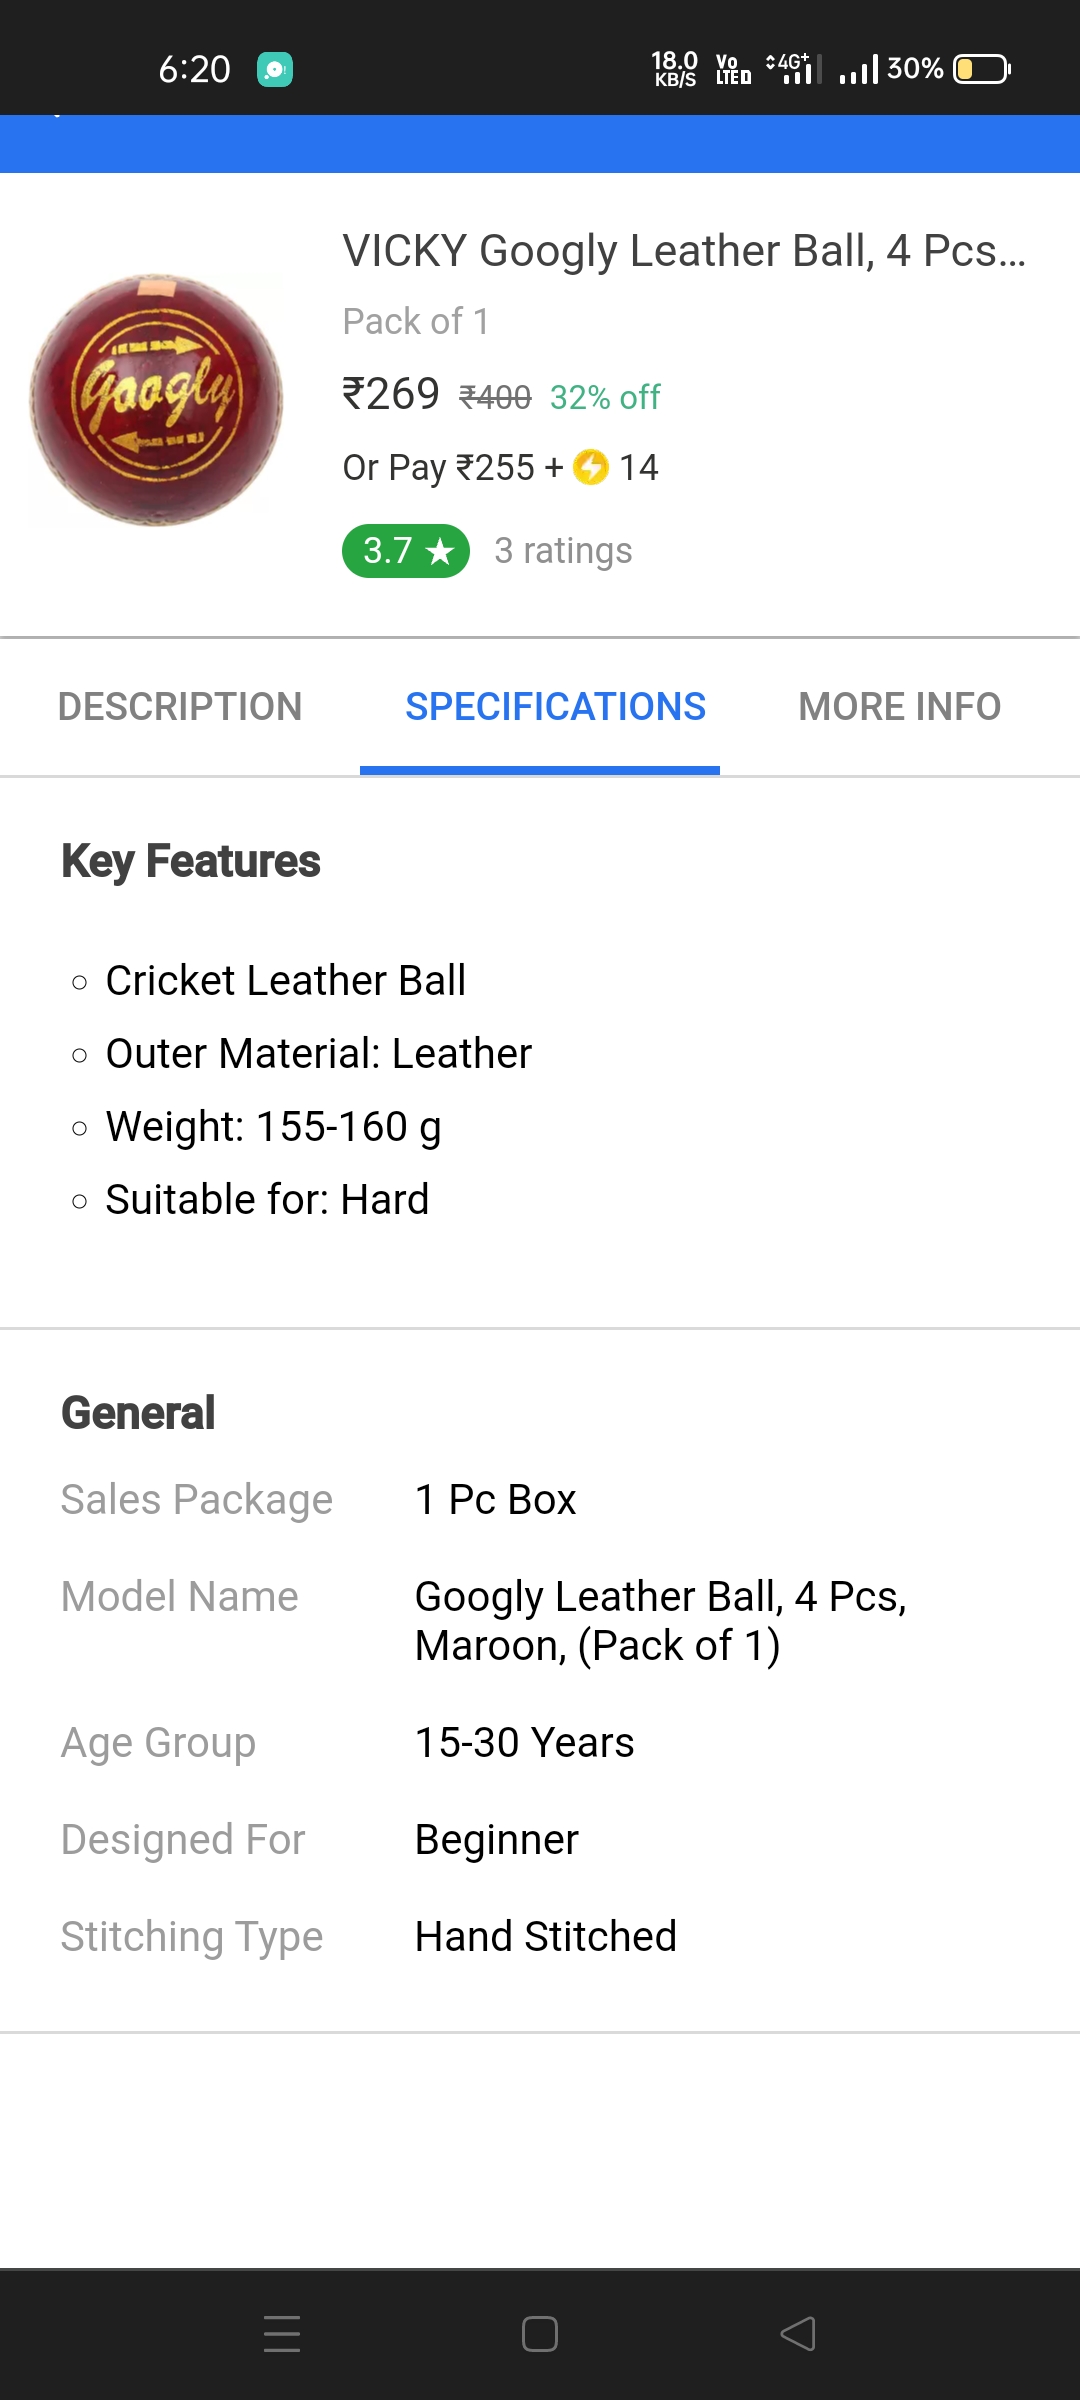 6:20
18.0 KB/S Vo LTE D 4G+ 30%
VICKY Googly Leather Ball, 4 Pcs...
Pack of 1
₹269 ₹400 32% off
Or Pay ₹255 + 14
3.7 ★ 3 ratings
Googly
DESCRIPTION SPECIFICATIONS MORE INFO
Key Features
Cricket Leather Ball
Outer Material: Leather
Weight: 155-160 g
Suitable for: Hard
General
Sales Package 1 Pc Box
Model Name Googly Leather Ball, 4 Pcs,
Maroon, (Pack of 1)
Age Group 15-30 Years
Designed For Beginner
Stitching Type Hand Stitched